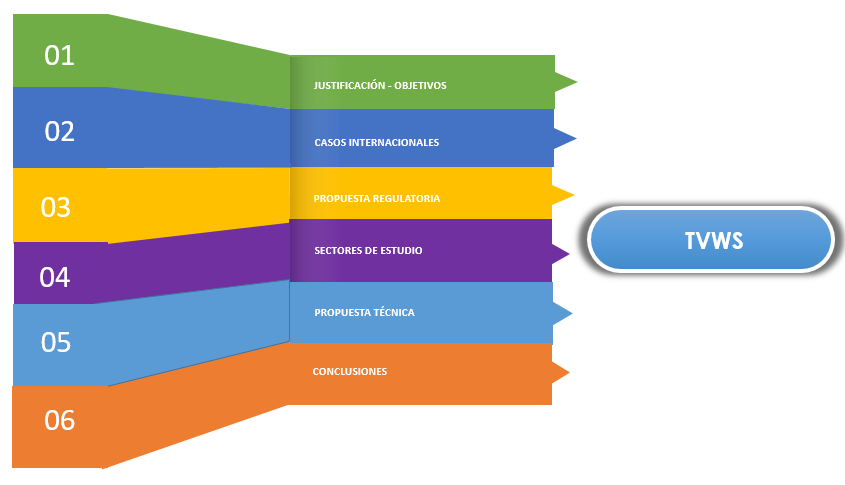 01
JUSTIFICACIÓN - OBJETIVOS
02
CASOS INTERNACIONALES
03
PROPUESTA REGULATORIA
04
SECTORES DE ESTUDIO
05
PROPUESTA TÉCNICA
06
CONCLUSIONES
TVWS